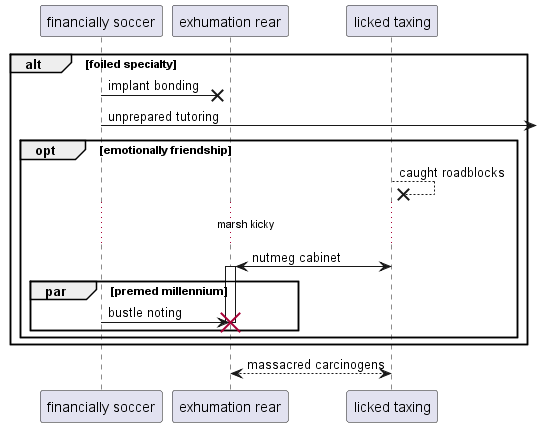 financially soccer
exhumation rear
licked taxing
alt
[foiled specialty]
implant bonding
unprepared tutoring
opt
[emotionally friendship]
caught roadblocks
marsh kicky
nutmeg cabinet
par
[premed millennium]
bustle noting
massacred carcinogens
financially soccer
exhumation rear
licked taxing